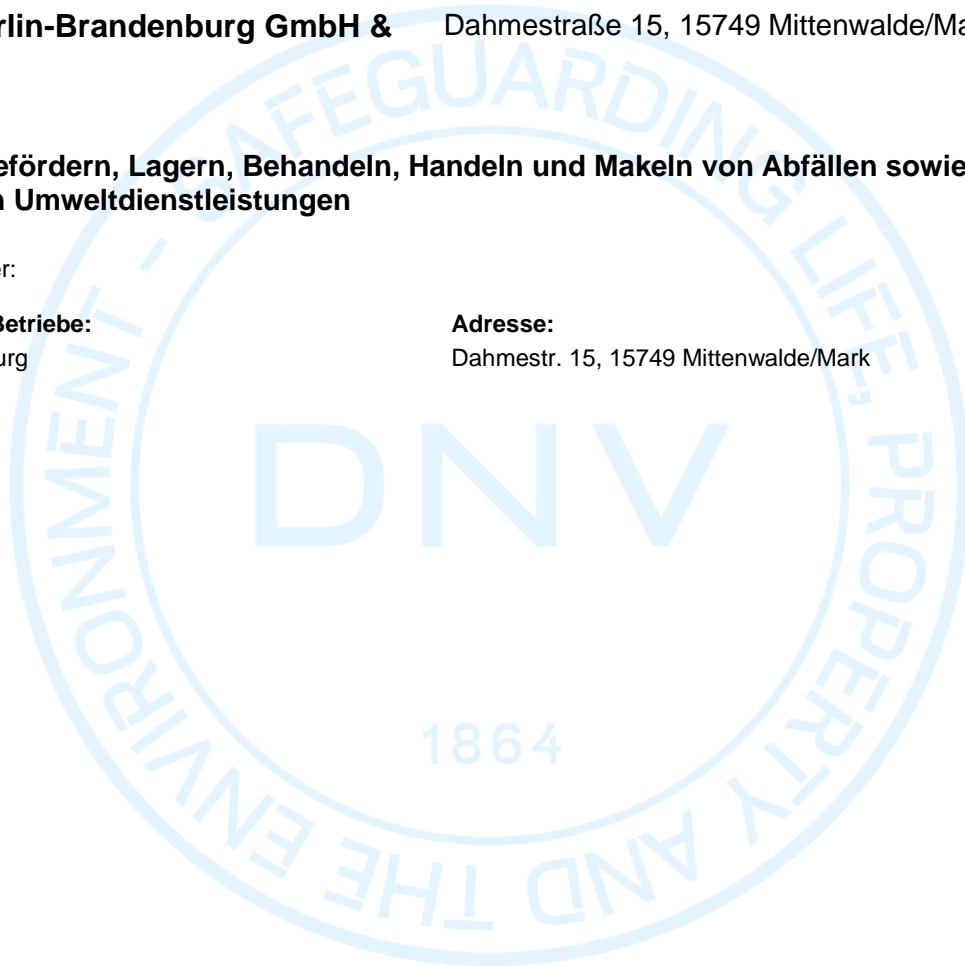 rlin-Brandenburg GmbH & Dahmestraße 15, 15749 Mittenwalde/Ma
efördern, Lagern, Behandeln, Handeln und Makeln von Abfällen sowie
n Umweltdienstleistungen
er:
Betriebe: Adresse:
urg Dahmestr. 15, 15749 Mittenwalde/Mark
SAFEGUARDING LIFE, PROPERTY AND THE ENVIRONMENT -
DNV
1864